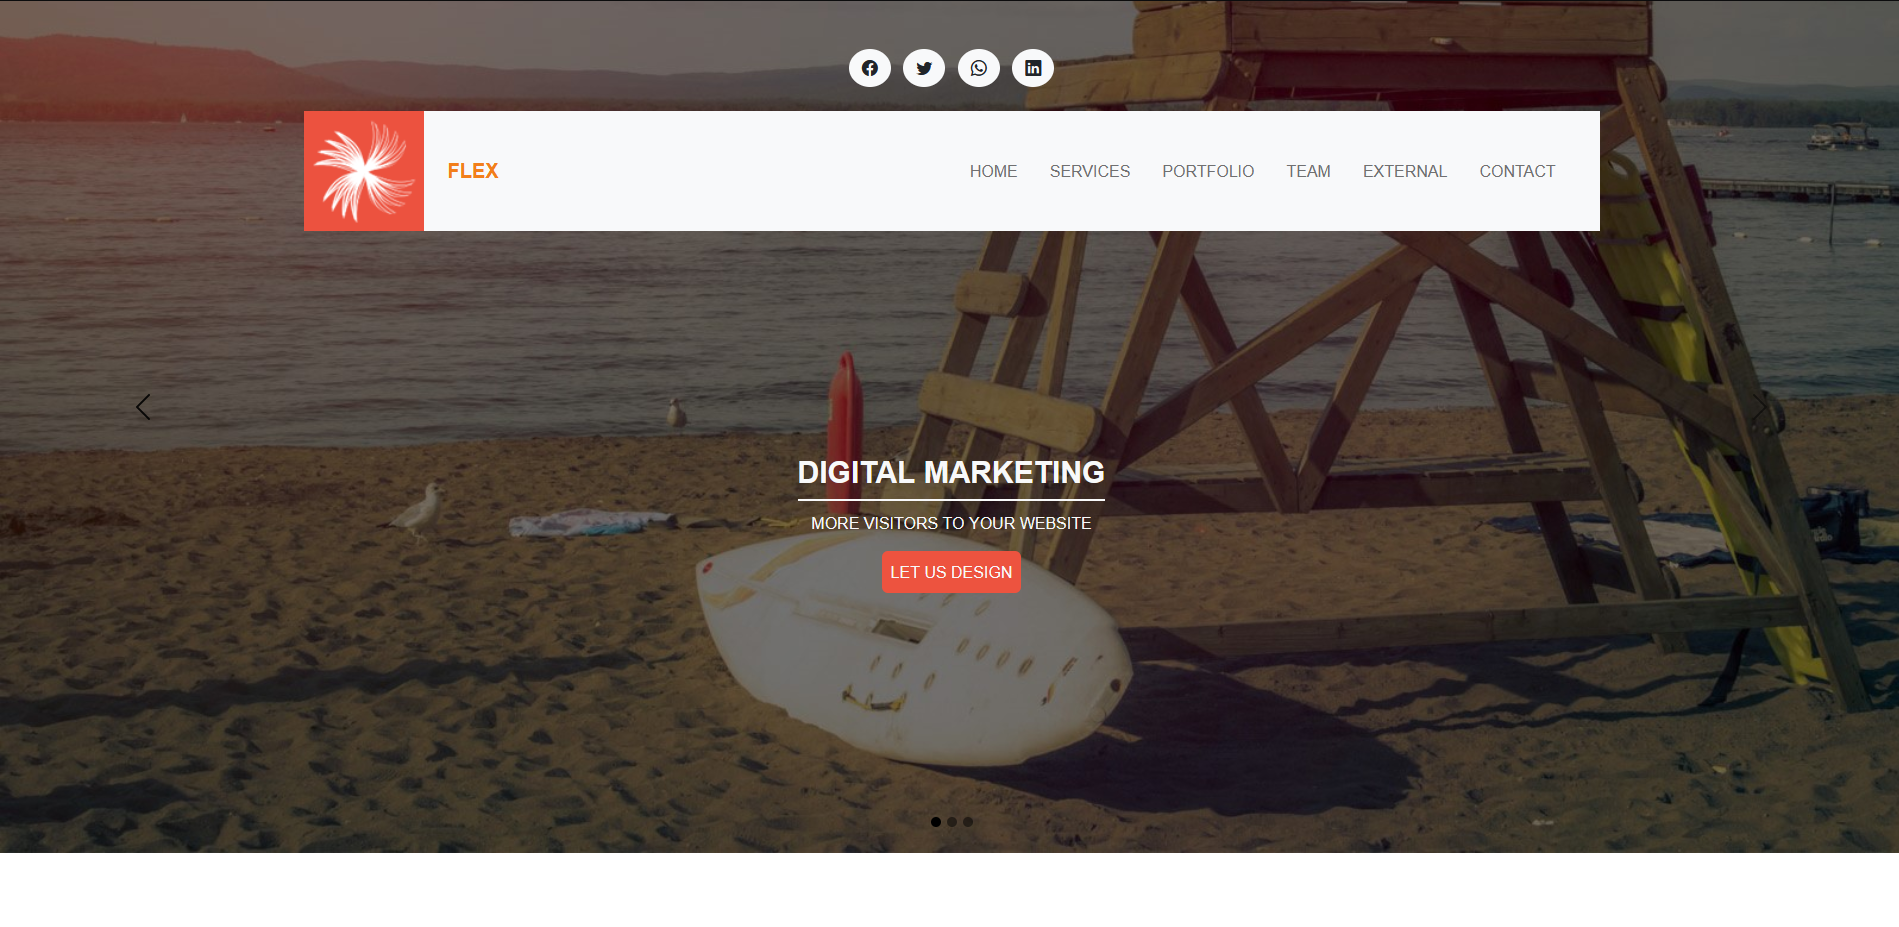 FLEX
HOME SERVICES PORTFOLIO TEAM EXTERNAL CONTACT
DIGITAL MARKETING
MORE VISITORS TO YOUR WEBSITE
LET US DESIGN